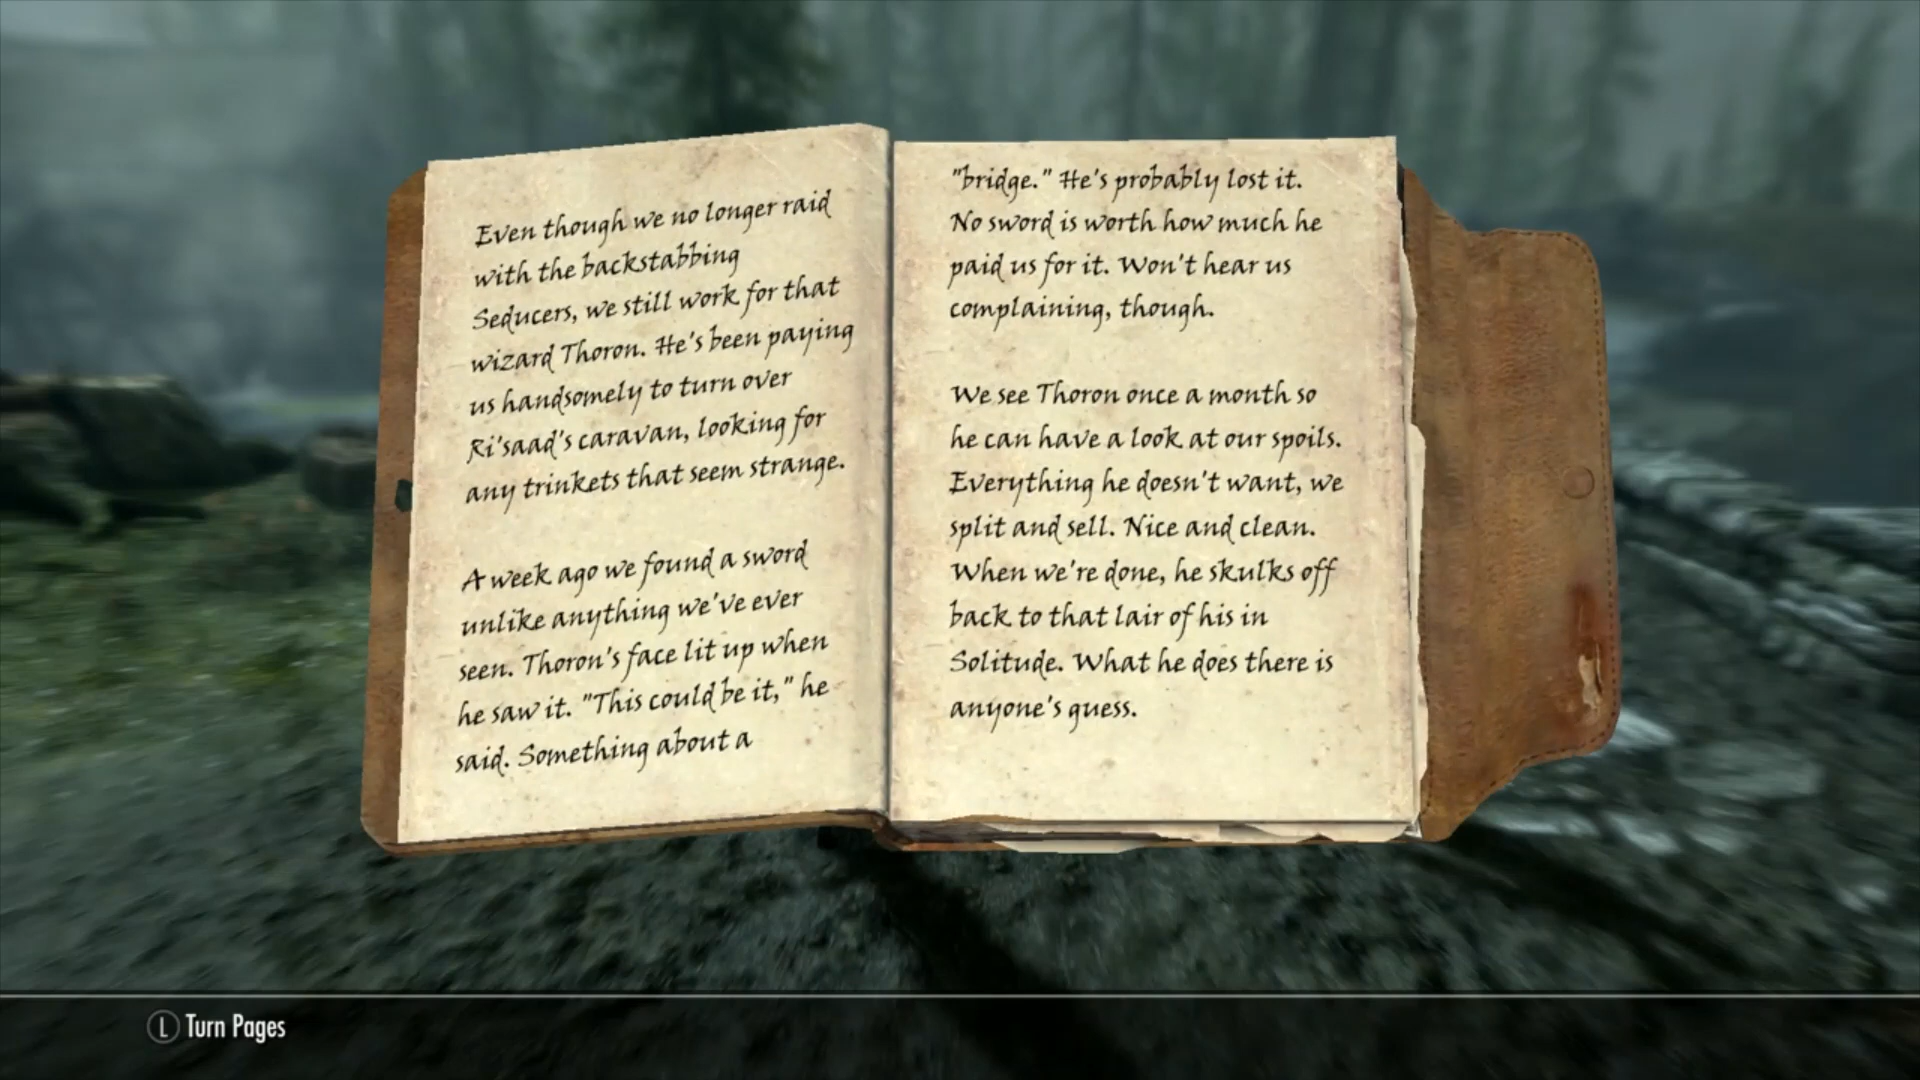 Even though we no longer raid
with the backstabbing
Seducers, we still work for that
wizard Thoron. He's been paying
us handsomely to turn over
Ri'saad's caravan, looking for
any trinkets that seem strange.
A week ago we found a sword
unlike anything we've ever
seen. Thoron's face lit up when
he saw it. "This could be it," he
said. Something about a
"bridge." He's probably lost it.
No sword is worth how much he
paid us for it. Won't hear us
complaining, though.
We see Thoron once a month so
he can have a look at our spoils.
Everything he doesn't want, we
split and sell. Nice and clean.
When we're done, he skulks off
back to that lair of his in
Solitude. What he does there is
anyone's guess.
L Turn Pages